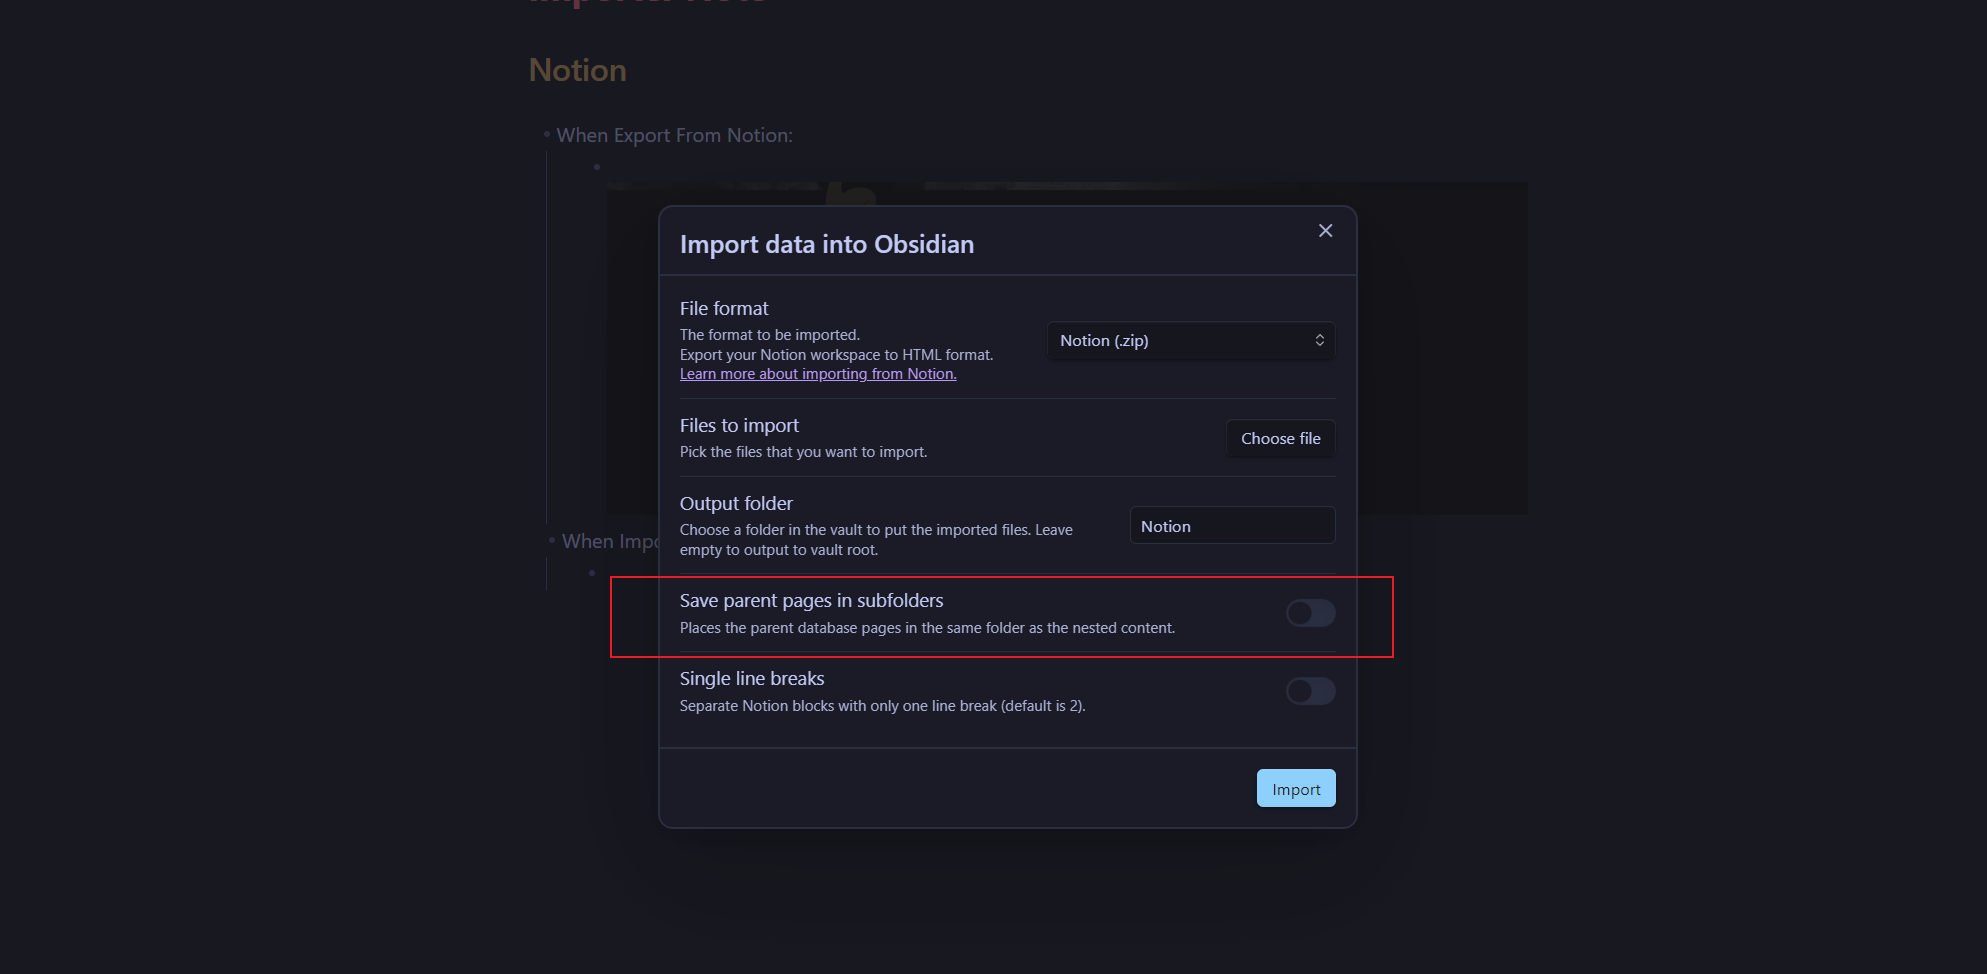 Notion
When Export From Notion:
Import data into Obsidian
File format
The format to be imported.
Export your Notion workspace to HTML format.
Learn more about importing from Notion.
Notion (.zip)
Files to import
Pick the files that you want to import.
Choose file
Output folder
Choose a folder in the vault to put the imported files. Leave
empty to output to vault root.
Notion
When Impo
Save parent pages in subfolders
Places the parent database pages in the same folder as the nested content.
Single line breaks
Separate Notion blocks with only one line break (default is 2).
Import